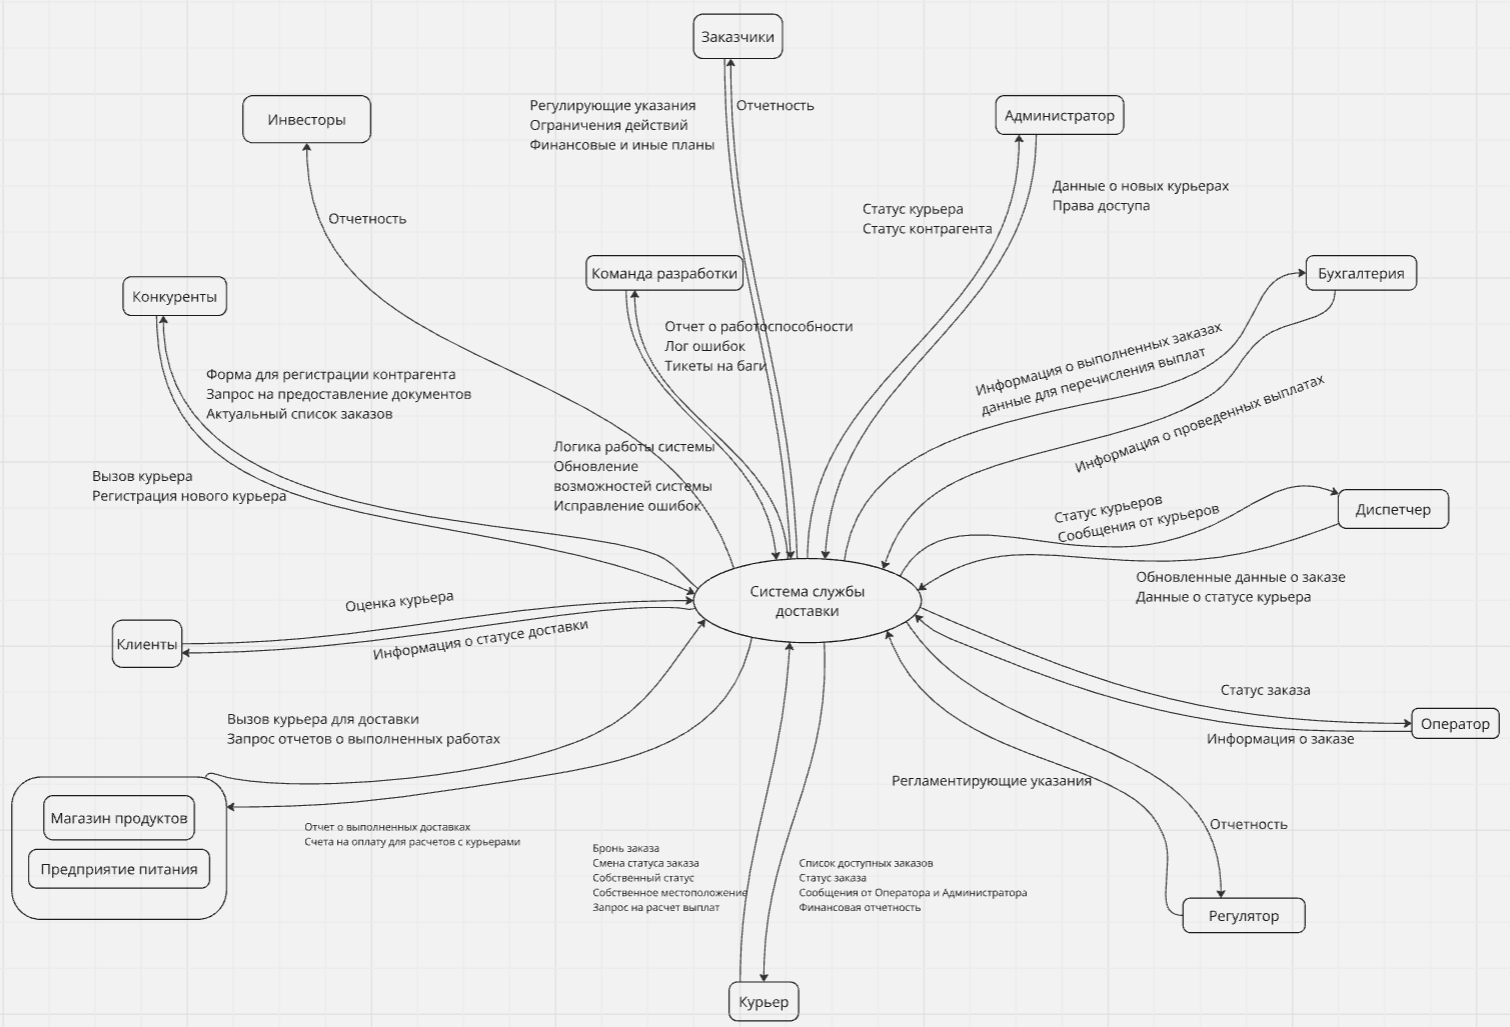 Заказчики
Регулирующие указания
Ограничения действий
Финансовые и иные планы
Отчетность
Инвесторы
Отчетность
Администратор
Данные о новых курьерах
Права доступа
Статус курьера
Статус контрагента
Команда разработки
Отчет о работоспособности
Лог ошибок
Тикеты на баги
Логика работы системы
Обновление
возможностей системы
Исправление ошибок
Бухгалтерия
Информация о выполненных заказах
данные для перечисления выплат
Информация о проведенных выплатах
Конкуренты
Форма для регистрации контрагента
Запрос на предоставление документов
Актуальный список заказов
Вызов курьера
Регистрация нового курьера
Диспетчер
Статус курьеров
Сообщения от курьеров
Обновленные данные о заказе
Данные о статусе курьера
Система службы
доставки
Клиенты
Оценка курьера
Информация о статусе доставки
Статус заказа
Оператор
Информация о заказе
Вызов курьера для доставки
Запрос отчетов о выполненных работах
Магазин продуктов
Предприятие питания
Отчет о выполненных доставках
Счета на оплату для расчетов с курьерами
Регламентирующие указания
Отчетность
Регулятор
Бронь заказа
Смена статуса заказа
Собственный статус
Собственное местоположение
Запрос на расчет выплат
Список доступных заказов
Статус заказа
Сообщения от Оператора и Администратора
Финансовая отчетность
Курьер